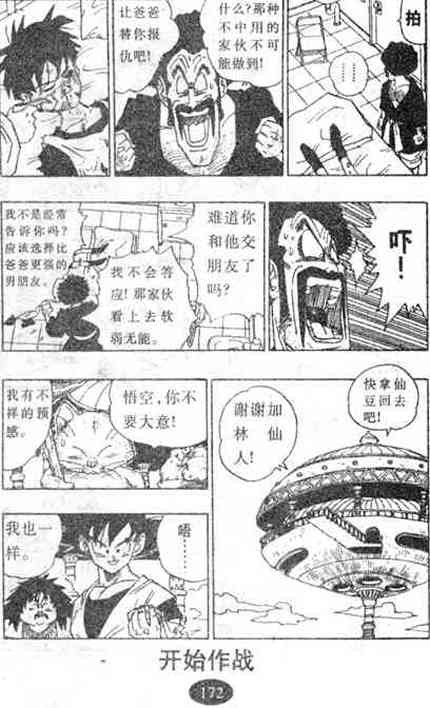 拍
……
什么?那种
不中用的
家伙不可
能做到!
让爸爸
替你报
仇吧!
吓!
难道你
和他交
朋友了
吗?
我不会答
应!那家伙
看上去软
弱无能。
我不是经常
告诉你吗?
应该选择比
爸爸更强的
男朋友。
快拿仙
豆回去
吧!
谢谢加
林仙
人!
悟空,你不
要大意!
我有不
祥的预
感。
唔……
我也一
样。
开始作战
172